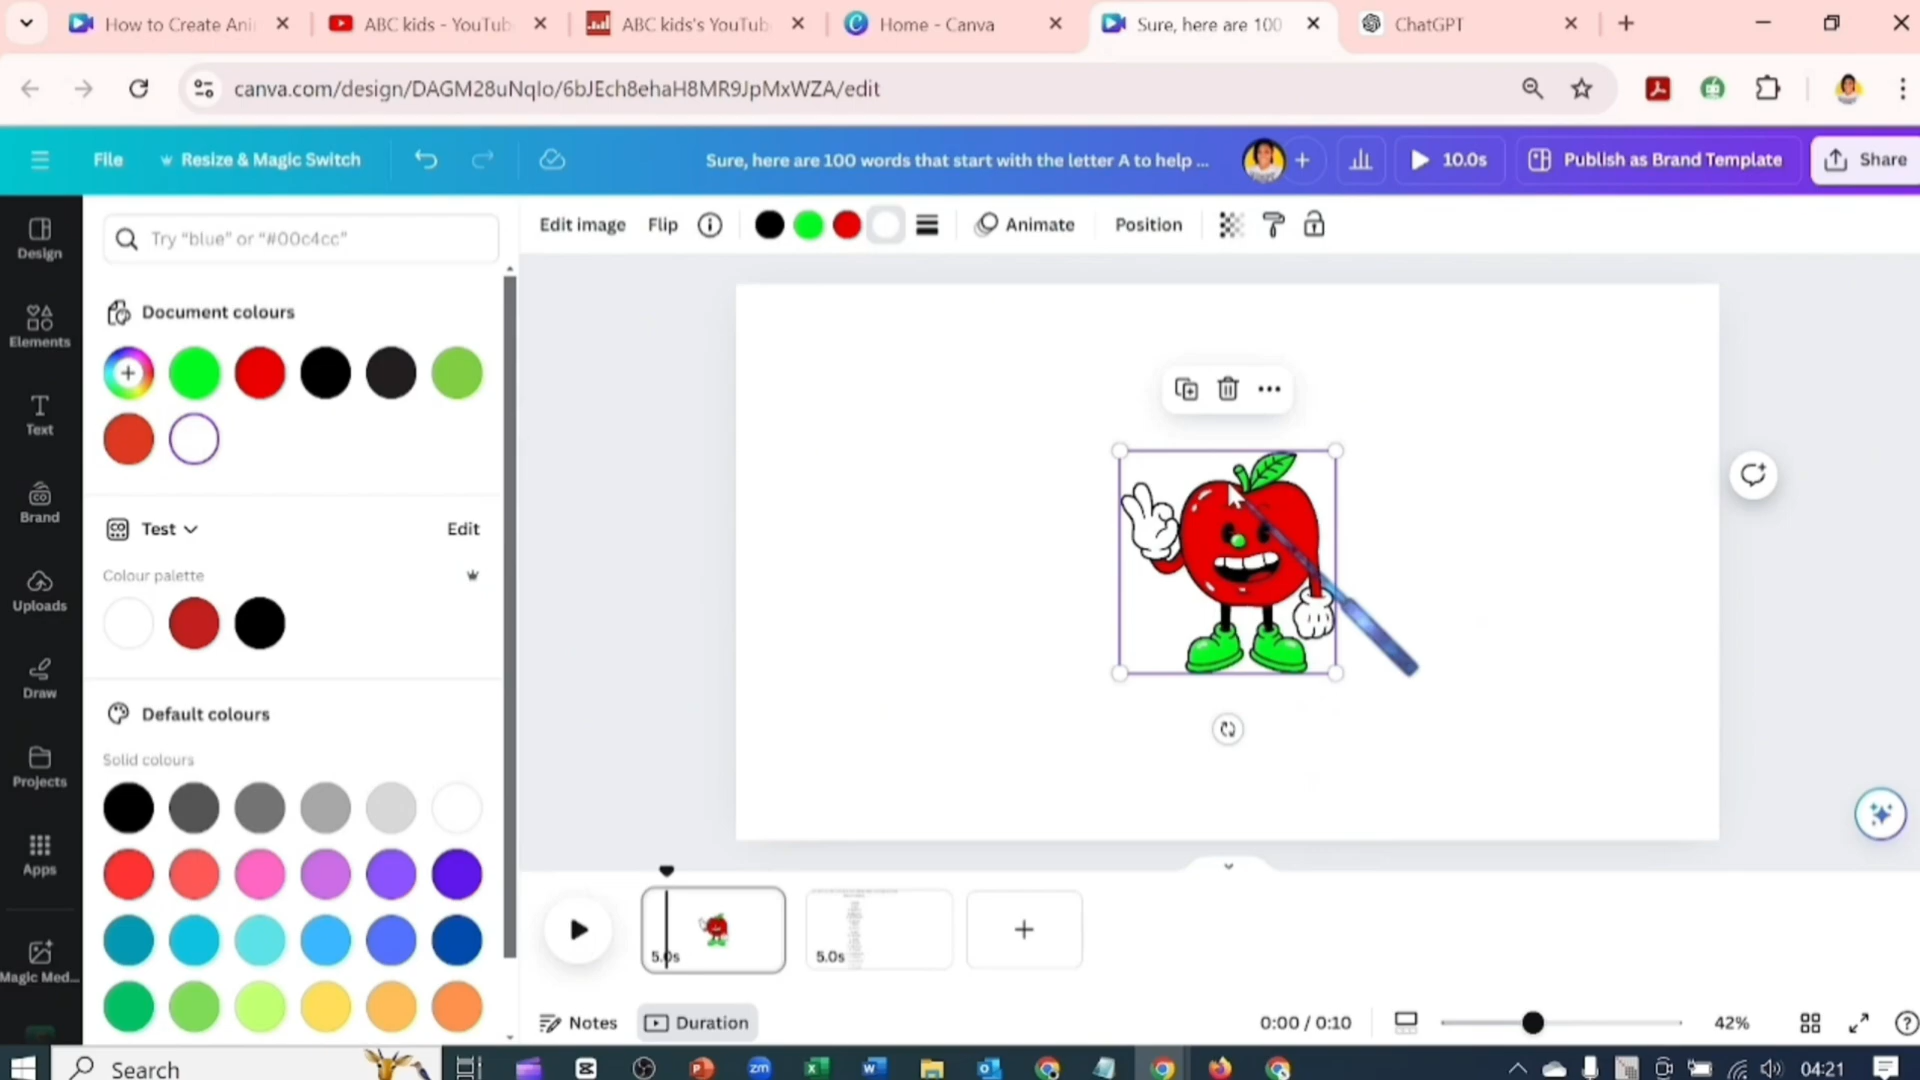 How to Create Ani
ABC kids - YouTub
ABC kids's YouTub
Home - Canva
Sure, here are 100
ChatGPT
canva.com/design/DAGM28uNqIo/6bJEch8ehaH8MR9JpMxWZA/edit
File
Resize & Magic Switch
Sure, here are 100 words that start with the letter A to help ...
10.0s
Publish as Brand Template
Share
Design
Elements
Text
Brand
Uploads
Draw
Projects
Apps
Magic Med...
Try “blue” or “#00c4cc”
Edit image
Flip
Animate
Position
Document colours
Test
Edit
Colour palette
Default colours
Solid colours
5.0s
5.0s
Notes
Duration
0:00 / 0:10
42%
Search
zm
04:21